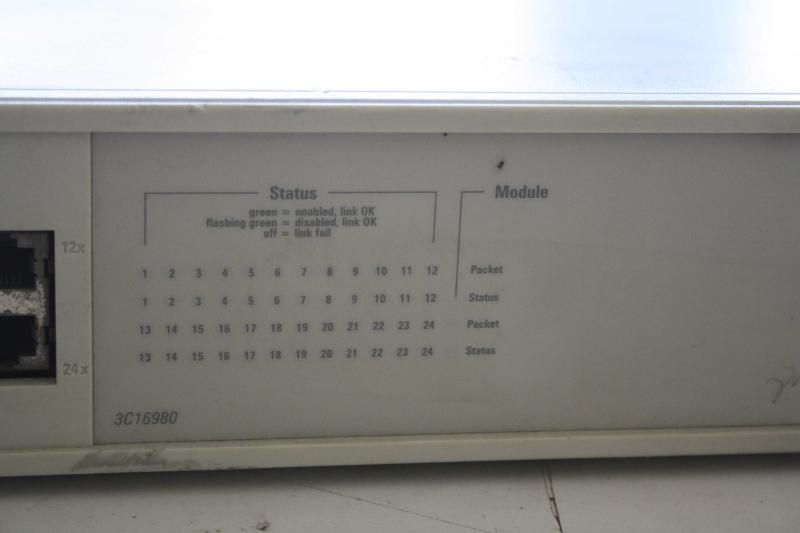 Status
green = enabled, link OK
flashing green = disabled, link OK
off = link fail
Module
12x
1 2 3 4 5 6 7 8 9 10 11 12 Packet
1 2 3 4 5 6 7 8 9 10 11 12 Status
13 14 15 16 17 18 19 20 21 22 23 24 Packet
13 14 15 16 17 18 19 20 21 22 23 24 Status
24x
3C16980